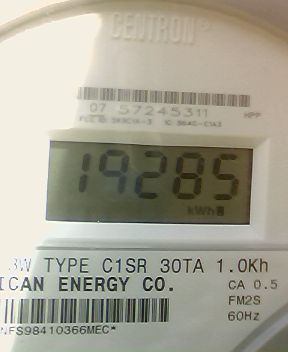 CENTRON®
07 57245311 HPP
19285
kWh
3W TYPE C1SR 30TA 1.0Kh
ICAN ENERGY CO. CA 0.5
FM2S
NFS98410366MEC* 60Hz